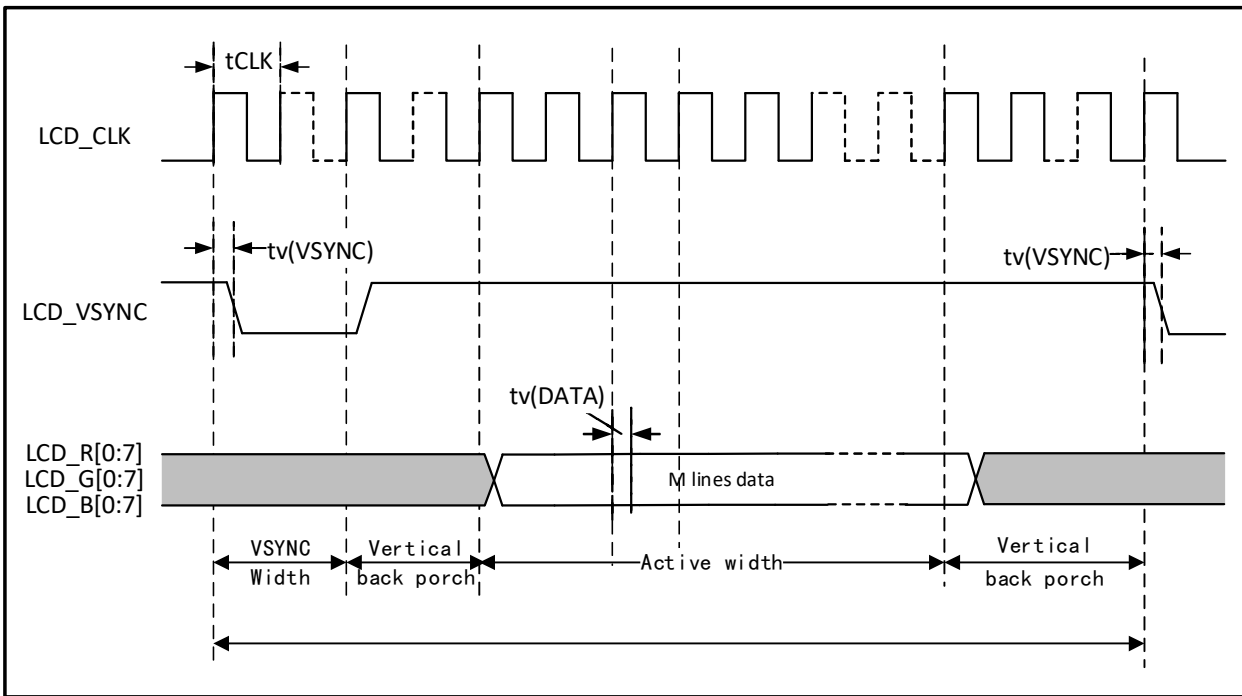 tCLK
LCD_CLK
tv(VSYNC)
tv(VSYNC)
LCD_VSYNC
tv(DATA)
LCD_R[0:7]
LCD_G[0:7]
LCD_B[0:7]
M lines data
VSYNC
Width
Vertical
back porch
Active width
Vertical
back porch